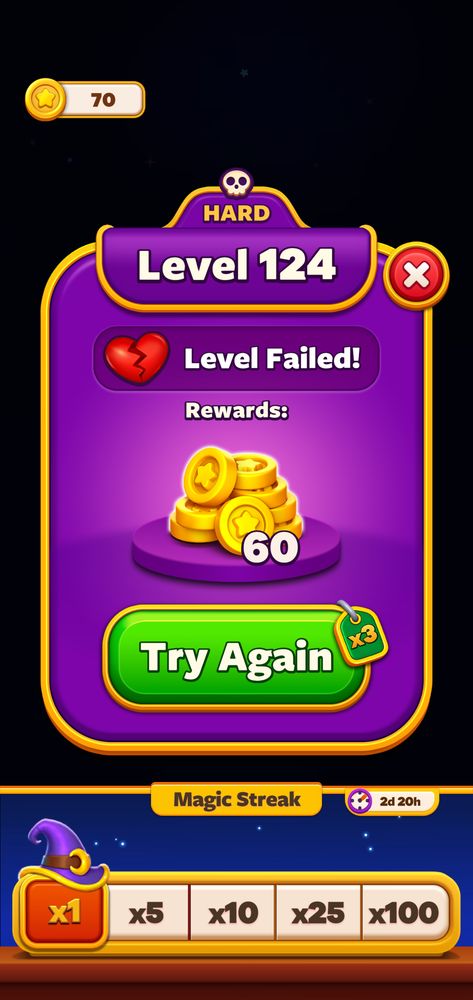 70
HARD
Level 124
Level Failed!
Rewards:
60
Try Again
x3
Magic Streak
2d 20h
x1
x5
x10
x25
x100